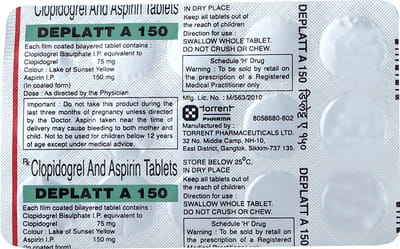 Clopidogrel And Aspirin Tablets
DEPLATT A 150
Each film coated bilayered tablet contains :
Clopidogrel Bisulphate I.P. equivalent to
Clopidogrel 75 mg
Colour : Lake of Sunset Yellow
Aspirin I.P. 150 mg
(In coated form)
Dose : As directed by the Physician
Important : Do not take this product during the
last three months of pregnancy unless directed
by the Doctor. Aspirin taken near the time of
delivery may cause bleeding to both mother and
child. Not to be used for children below 12 years
of age except under medical advice.
Rx Clopidogrel And Aspirin Tablets
DEPLATT A 150
Each film coated bilayered tablet contains :
Clopidogrel Bisulphate I.P. equivalent to
Clopidogrel 75 mg
Colour : Lake of Sunset Yellow
Aspirin I.P. 150 mg
(In coated form)
IN DRY PLACE
Keep all tablets out of
the reach of children
Direction for use :
SWALLOW WHOLE TABLET.
DO NOT CRUSH OR CHEW.
Schedule 'H' Drug
Warning : To be sold by retail on
the prescription of a Registered
Medical Practitioner only
Mfg. Lic. No. : M/563/2010
torrent
PHARMA
8058680-802
Manufactured by :
TORRENT PHARMACEUTICALS LTD.
32 No. Middle Camp, NH-10,
East District, Gangtok, Sikkim-737 135.
STORE BELOW 25°C,
IN DRY PLACE
Keep all tablets out of
the reach of children
Direction for use :
SWALLOW WHOLE TABLET.
DO NOT CRUSH OR CHEW.
Schedule 'H' Drug
Warning : To be sold by retail on
the prescription of a Registered
Medical Practitioner only
DEPLATT A 150
DEPLATT A 150